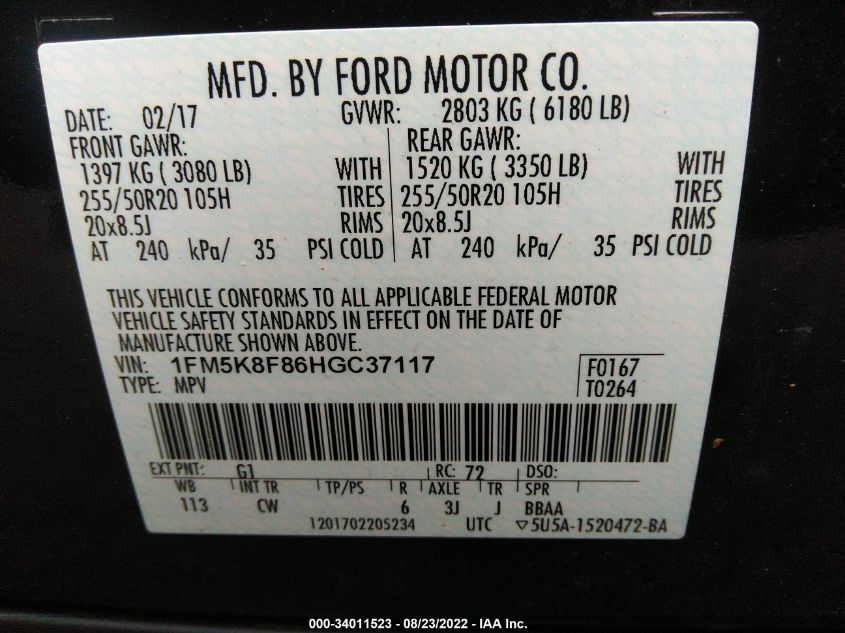 MFD. BY FORD MOTOR CO.
DATE: 02/17 GVWR: 2803 KG ( 6180 LB)
FRONT GAWR: REAR GAWR:
1397 KG ( 3080 LB) WITH 1520 KG ( 3350 LB) WITH
255/50R20 105H TIRES 255/50R20 105H TIRES
20x8.5J RIMS 20x8.5J RIMS
AT 240 kPa/ 35 PSI COLD AT 240 kPa/ 35 PSI COLD
THIS VEHICLE CONFORMS TO ALL APPLICABLE FEDERAL MOTOR
VEHICLE SAFETY STANDARDS IN EFFECT ON THE DATE OF
MANUFACTURE SHOWN ABOVE.
VIN: 1FM5K8F86HGC37117 F0167
TYPE: MPV T0264
EXT PNT: G1 RC: 72 DSO:
WB INT TR TP/PS R AXLE TR SPR
113 CW 6 3J J BBAA
1201702205234 UTC ▽5U5A-1520472-BA
000-34011523 - 08/23/2022 - IAA Inc.